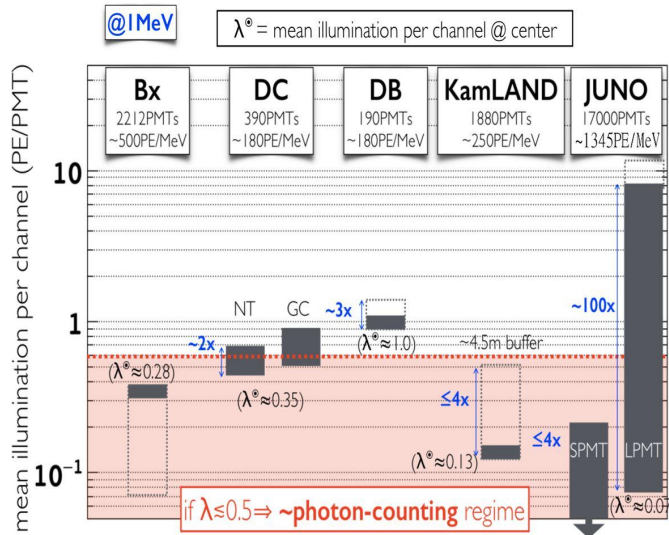 @1MeV
λ• = mean illumination per channel @ center
mean illumination per channel (PE/PMT)
Bx
2212PMTs
~500PE/MeV
DC
390PMTs
~180PE/MeV
DB
190PMTs
~180PE/MeV
KamLAND
1880PMTs
~250PE/MeV
JUNO
17000PMTs
~1345PE/MeV
10
1
10⁻¹
NT
GC
~2x
~3x
~4.5m buffer
~100x
(λ•≈0.28)
(λ•≈1.0)
(λ•≈0.35)
≤4x
≤4x
(λ•≈0.13)
SPMT
LPMT
(λ•≈0.07
if λ≤0.5⇒ ~photon-counting regime